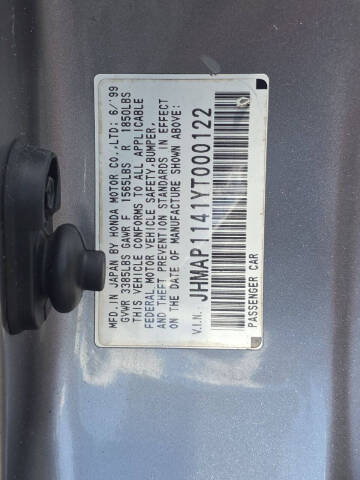 MFD. IN JAPAN BY HONDA MOTOR CO.,LTD; 6/'99
GVWR 3385LBS GAWR F 1565LBS R 1850LBS
THIS VEHICLE CONFORMS TO ALL APPLICABLE
FEDERAL MOTOR VEHICLE SAFETY,BUMPER,
AND THEFT PREVENTION STANDARDS IN EFFECT
ON THE DATE OF MANUFACTURE SHOWN ABOVE;
V.I.N.: JHMAP1141YT000122
PASSENGER CAR